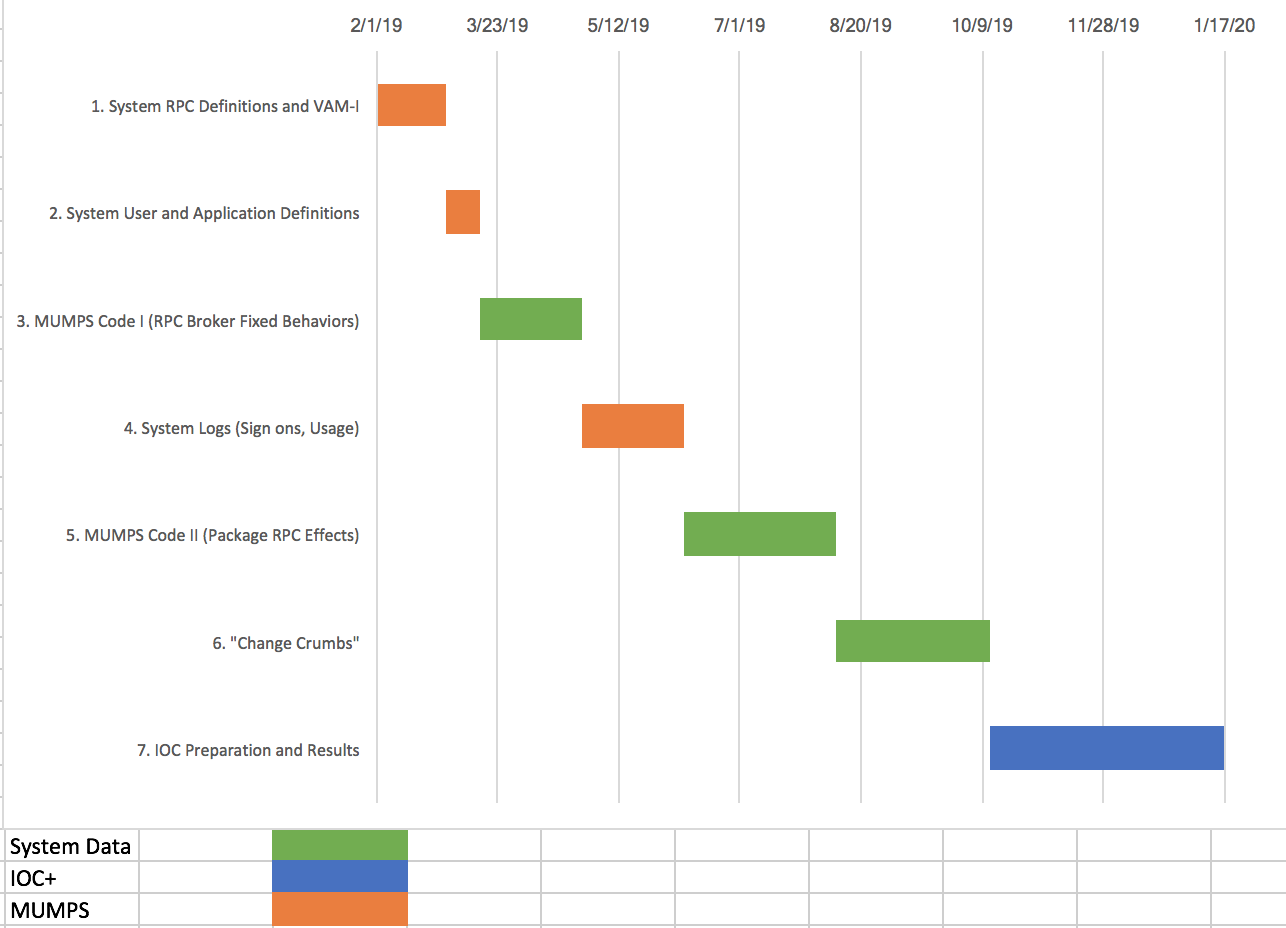 2/1/19 3/23/19 5/12/19 7/1/19 8/20/19 10/9/19 11/28/19 1/17/20
1. System RPC Definitions and VAM-I
2. System User and Application Definitions
3. MUMPS Code I (RPC Broker Fixed Behaviors)
4. System Logs (Sign ons, Usage)
5. MUMPS Code II (Package RPC Effects)
6. "Change Crumbs"
7. IOC Preparation and Results
System Data
IOC+
MUMPS